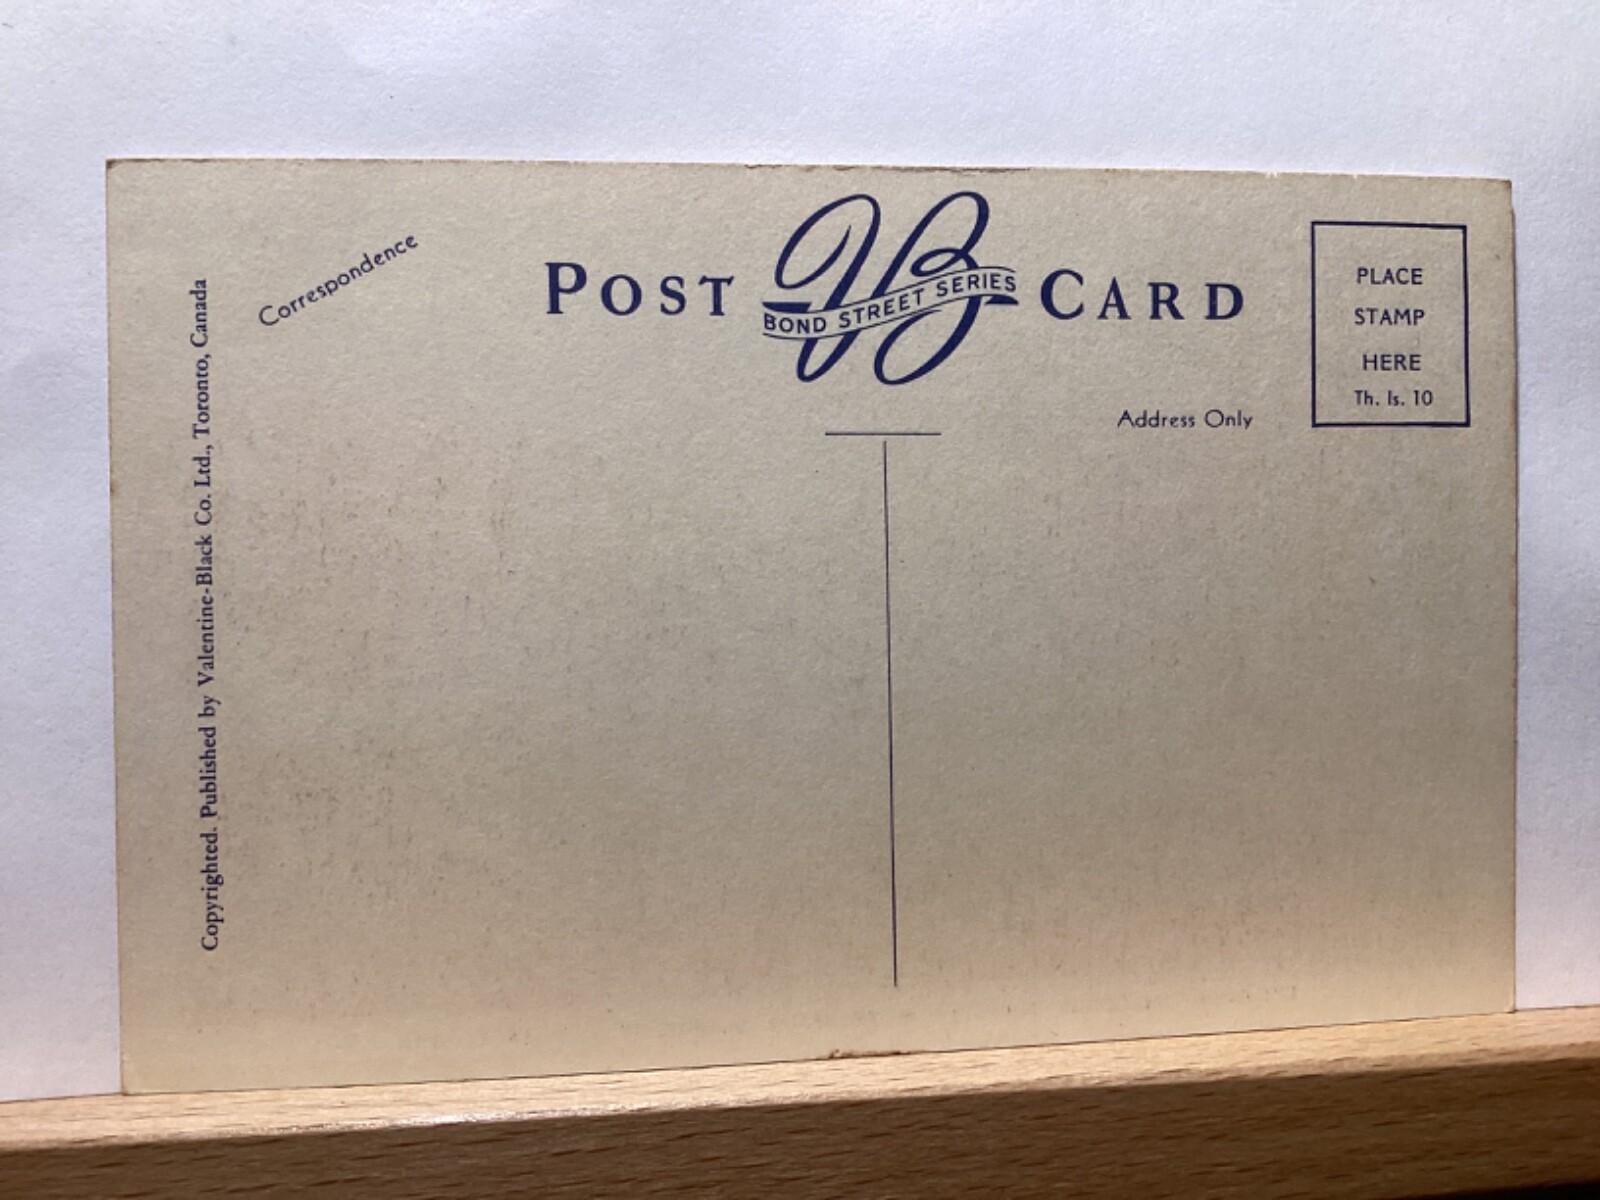 Correspondence
POST CARD
VB
BOND STREET SERIES
PLACE
STAMP
HERE
Th. Is. 10
Address Only
Copyrighted. Published by Valentine-Black Co. Ltd., Toronto, Canada